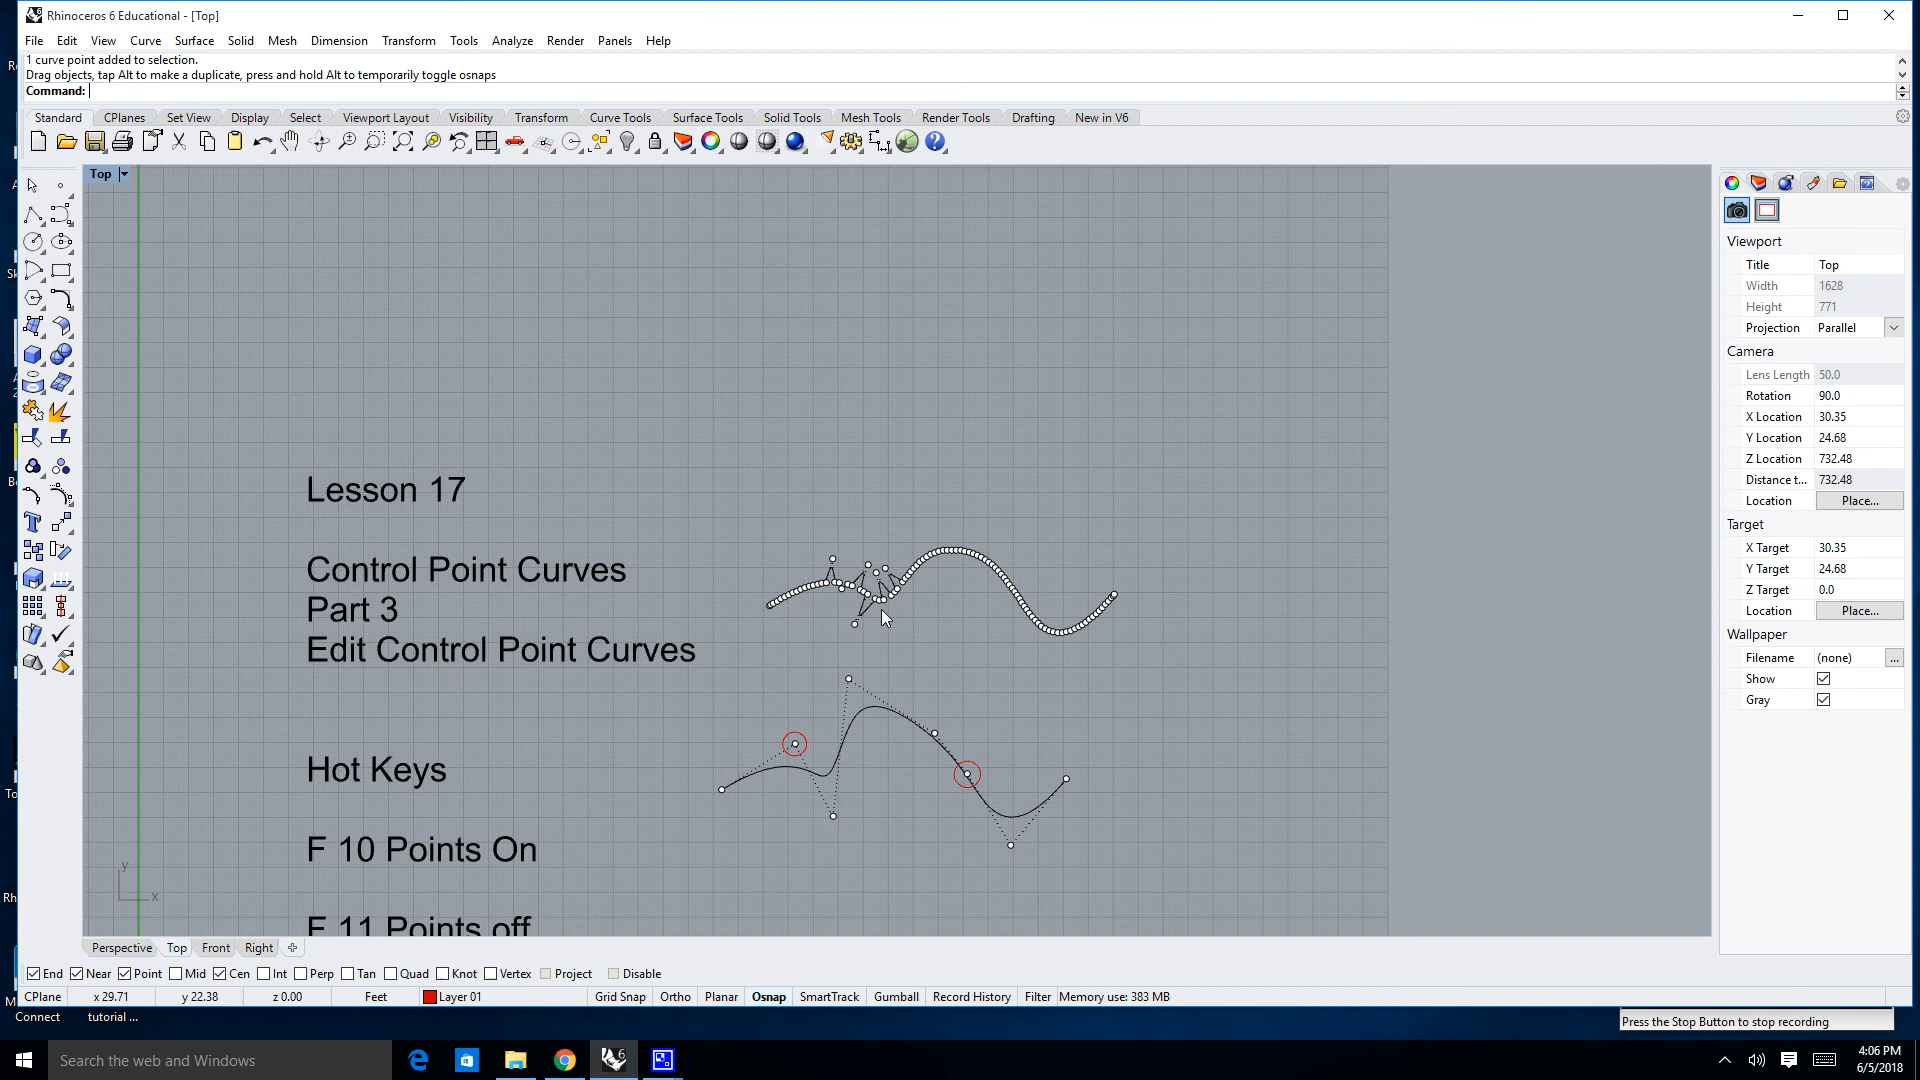 Rhinoceros 6 Educational - [Top]
File Edit View Curve Surface Solid Mesh Dimension Transform Tools Analyze Render Panels Help
1 curve point added to selection.
Drag objects, tap Alt to make a duplicate, press and hold Alt to temporarily toggle osnaps
Command:
Standard CPlanes Set View Display Select Viewport Layout Visibility Transform Curve Tools Surface Tools Solid Tools Mesh Tools Render Tools Drafting New in V6
Top
Viewport
Title Top
Width 1628
Height 771
Projection Parallel
Camera
Lens Length 50.0
Rotation 90.0
X Location 30.35
Y Location 24.68
Z Location 732.48
Distance t... 732.48
Location Place...
Target
X Target 30.35
Y Target 24.68
Z Target 0.0
Location Place...
Wallpaper
Filename (none) ...
Show
Gray
Lesson 17
Control Point Curves
Part 3
Edit Control Point Curves
Hot Keys
F 10 Points On
F 11 Points off
y
x
Perspective Top Front Right
End Near Point Mid Cen Int Perp Tan Quad Knot Vertex Project Disable
CPlane x 29.71 y 22.38 z 0.00 Feet Layer 01 Grid Snap Ortho Planar Osnap SmartTrack Gumball Record History Filter Memory use: 383 MB
Connect tutorial ...
Press the Stop Button to stop recording
Search the web and Windows
6
4:06 PM
6/5/2018